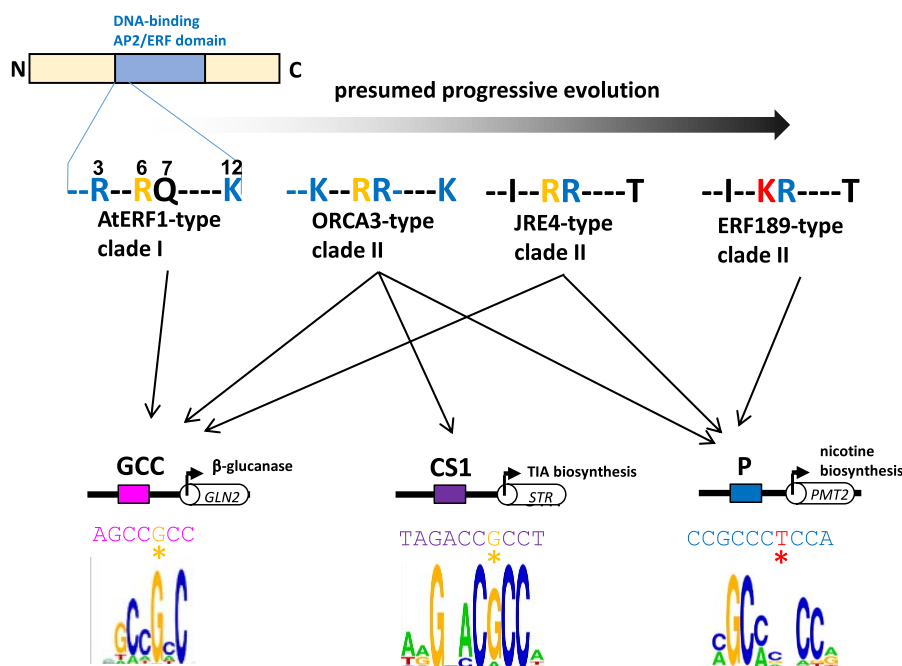 DNA-binding
AP2/ERF domain
N C
presumed progressive evolution
3 6 7 12
--R--RQ----K
--K--RR----K
--I--RR----T
--I--KR----T
AtERF1-type
clade I
ORCA3-type
clade II
JRE4-type
clade II
ERF189-type
clade II
GCC
β-glucanase
GLN2
CS1
TIA biosynthesis
STR
P
nicotine
biosynthesis
PMT2
AGCCGCC
*
TAGACCGCCT
*
CCGCCCTCCA
*